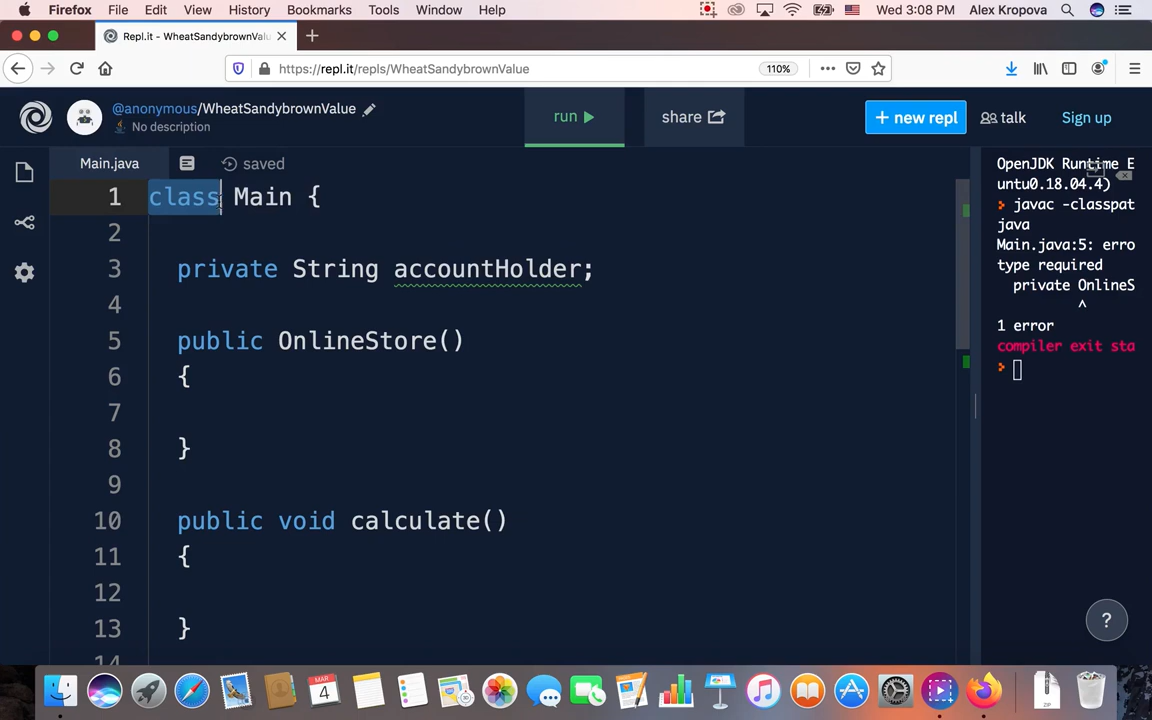 Firefox File Edit View History Bookmarks Tools Window Help Wed 3:08 PM Alex Kropova
Repl.it - WheatSandybrownValu
https://repl.it/repls/WheatSandybrownValue 110%
@anonymous/WheatSandybrownValue
No description
run
share
+ new repl
talk
Sign up
Main.java
saved
1 class Main {
2
3 private String accountHolder;
4
5 public OnlineStore()
6 {
7
8 }
9
10 public void calculate()
11 {
12
13 }
14
OpenJDK Runtime E
untu0.18.04.4)
> javac -classpat
java
Main.java:5: erro
type required
private OnlineS
^
1 error
compiler exit sta
>
?
MAR
4
ZIP